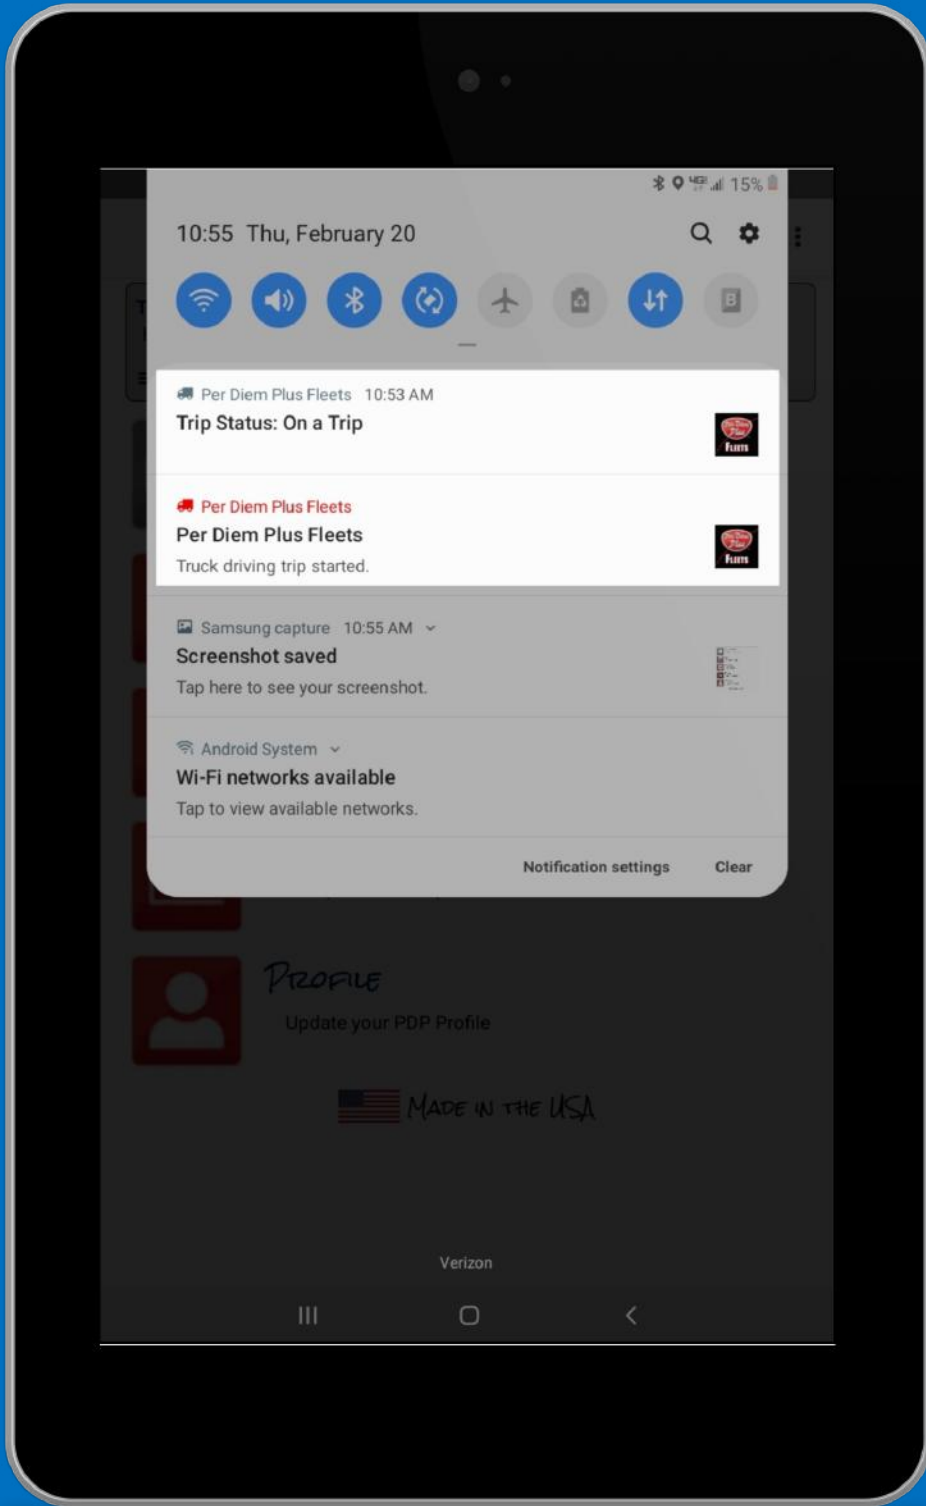 15%
10:55 Thu, February 20
Per Diem Plus Fleets 10:53 AM
Trip Status: On a Trip
Per Diem Plus Fleets
Per Diem Plus Fleets
Truck driving trip started.
Samsung capture 10:55 AM
Screenshot saved
Tap here to see your screenshot.
Android System
Wi-Fi networks available
Tap to view available networks.
Notification settings Clear
PROFILE
Update your PDP Profile
MADE IN THE USA
Verizon